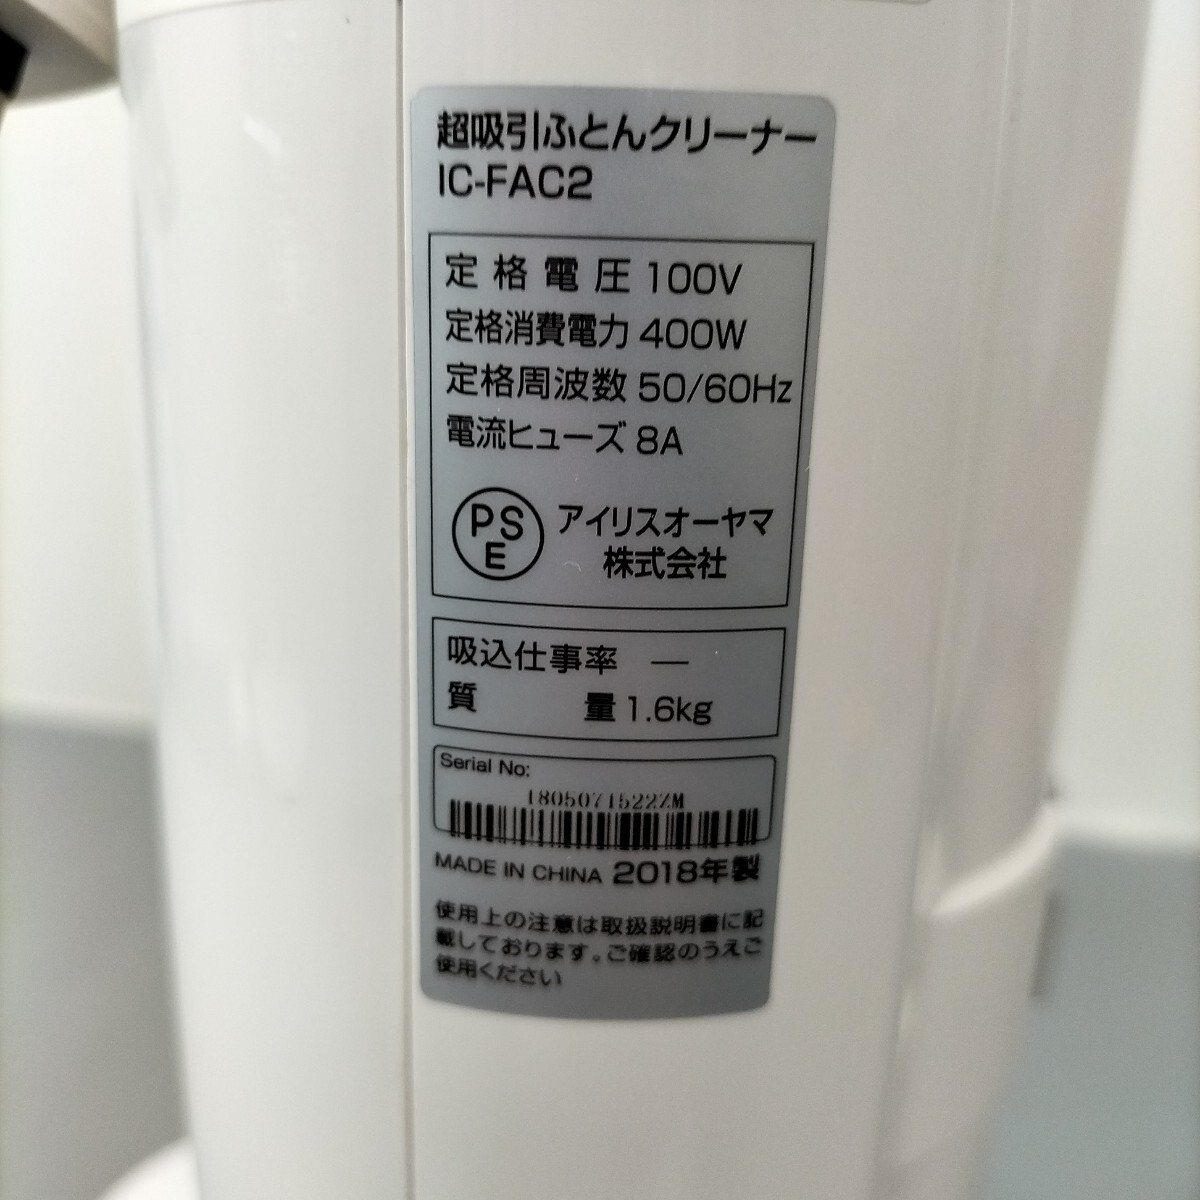 超吸引ふとんクリーナー
IC-FAC2
定格電圧 100V
定格消費電力 400W
定格周波数 50/60Hz
電流ヒューズ 8A
PS
E
アイリスオーヤマ
株式会社
吸込仕事率 —
質量 1.6kg
Serial No:
180507152​2ZM
MADE IN CHINA 2018年製
使用上の注意は取扱説明書に記
載しております。ご確認のうえご
使用ください